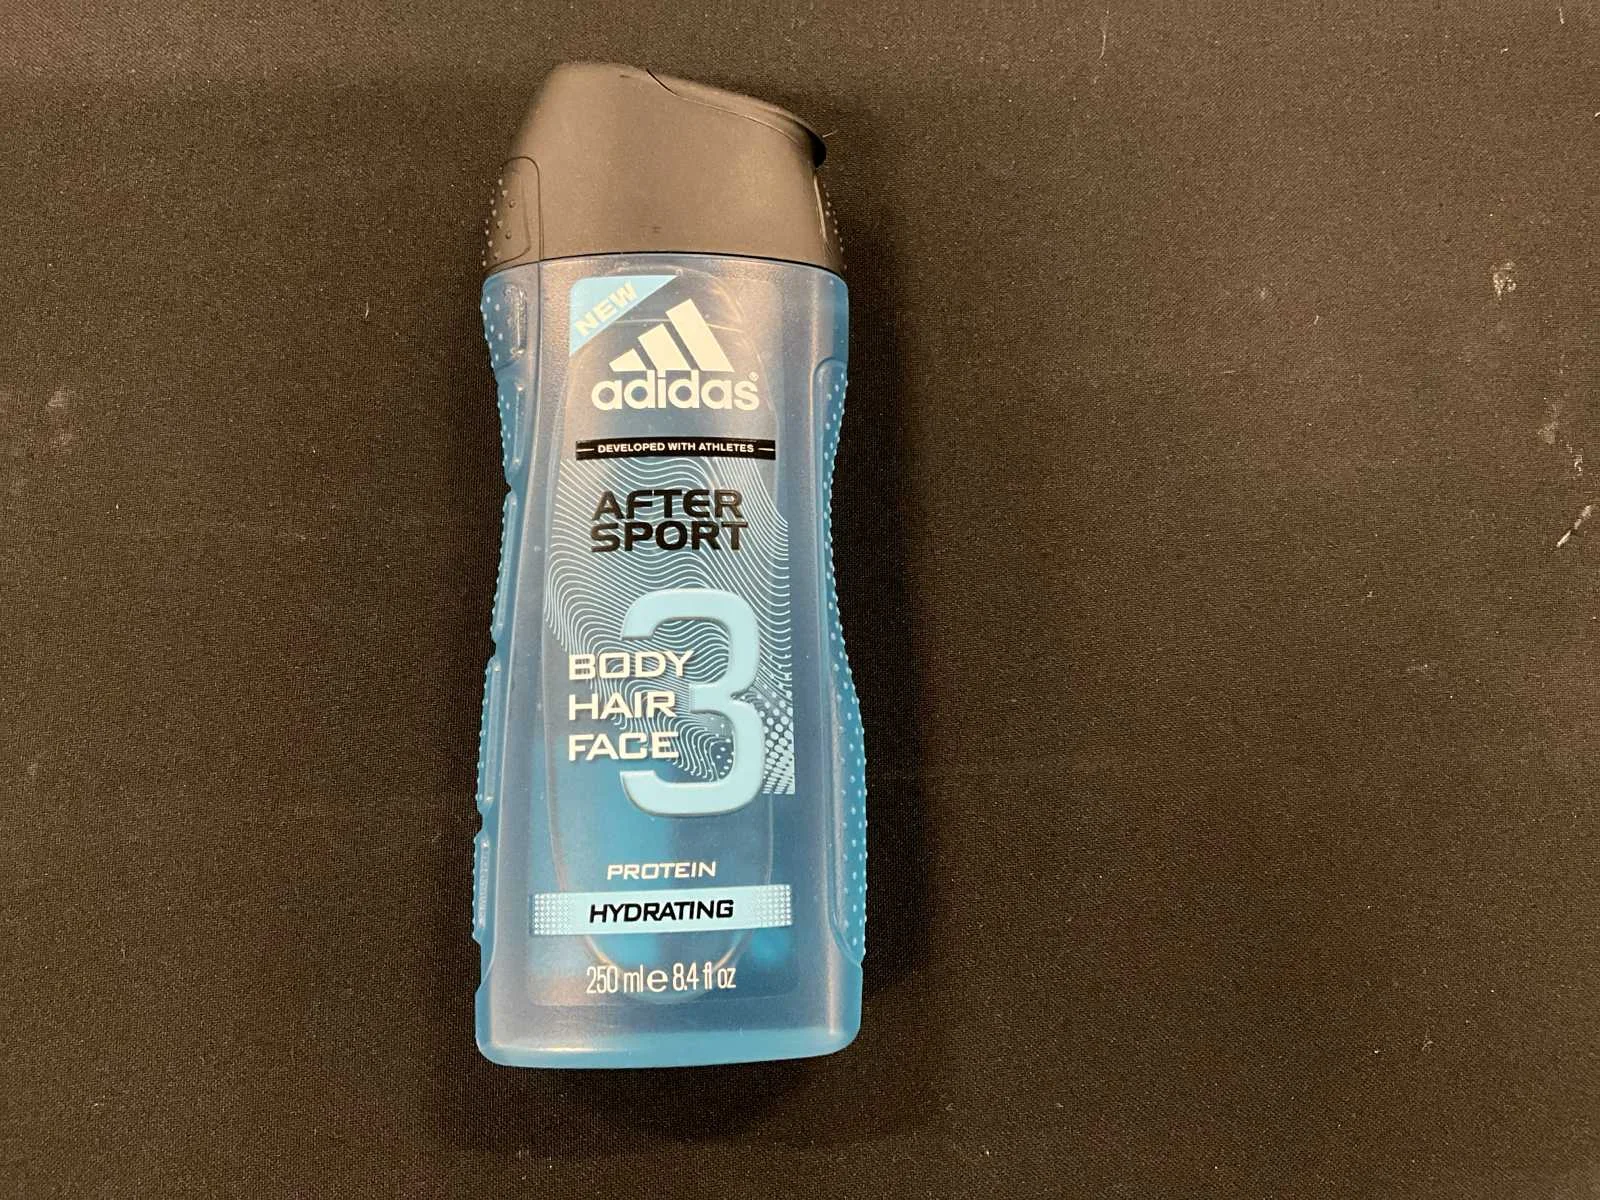 NEW
adidas®
DEVELOPED WITH ATHLETES
AFTER
SPORT
3
BODY
HAIR
FACE
PROTEIN
HYDRATING
250 ml e 8.4 fl oz